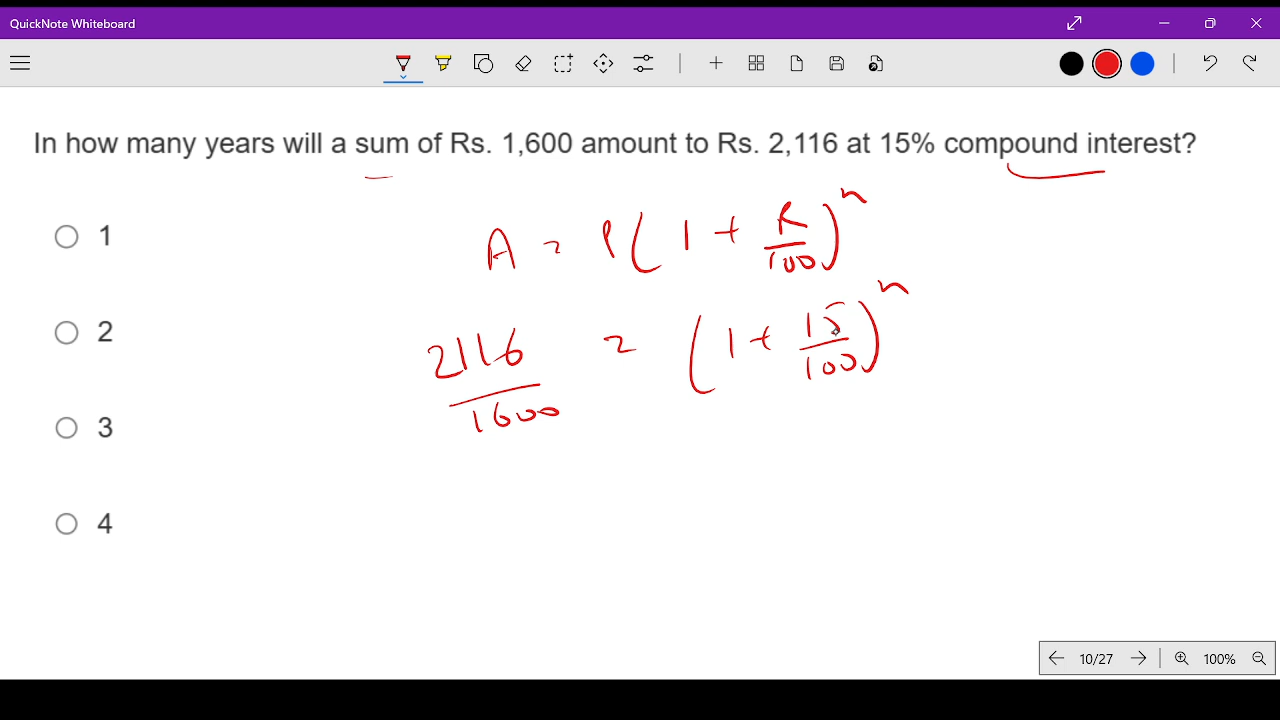 QuickNote Whiteboard
In how many years will a sum of Rs. 1,600 amount to Rs. 2,116 at 15% compound interest?
1
2
3
4
A = P(1 + R/100)^n
2116/1600 = (1 + 15/100)^n
10/27
100%